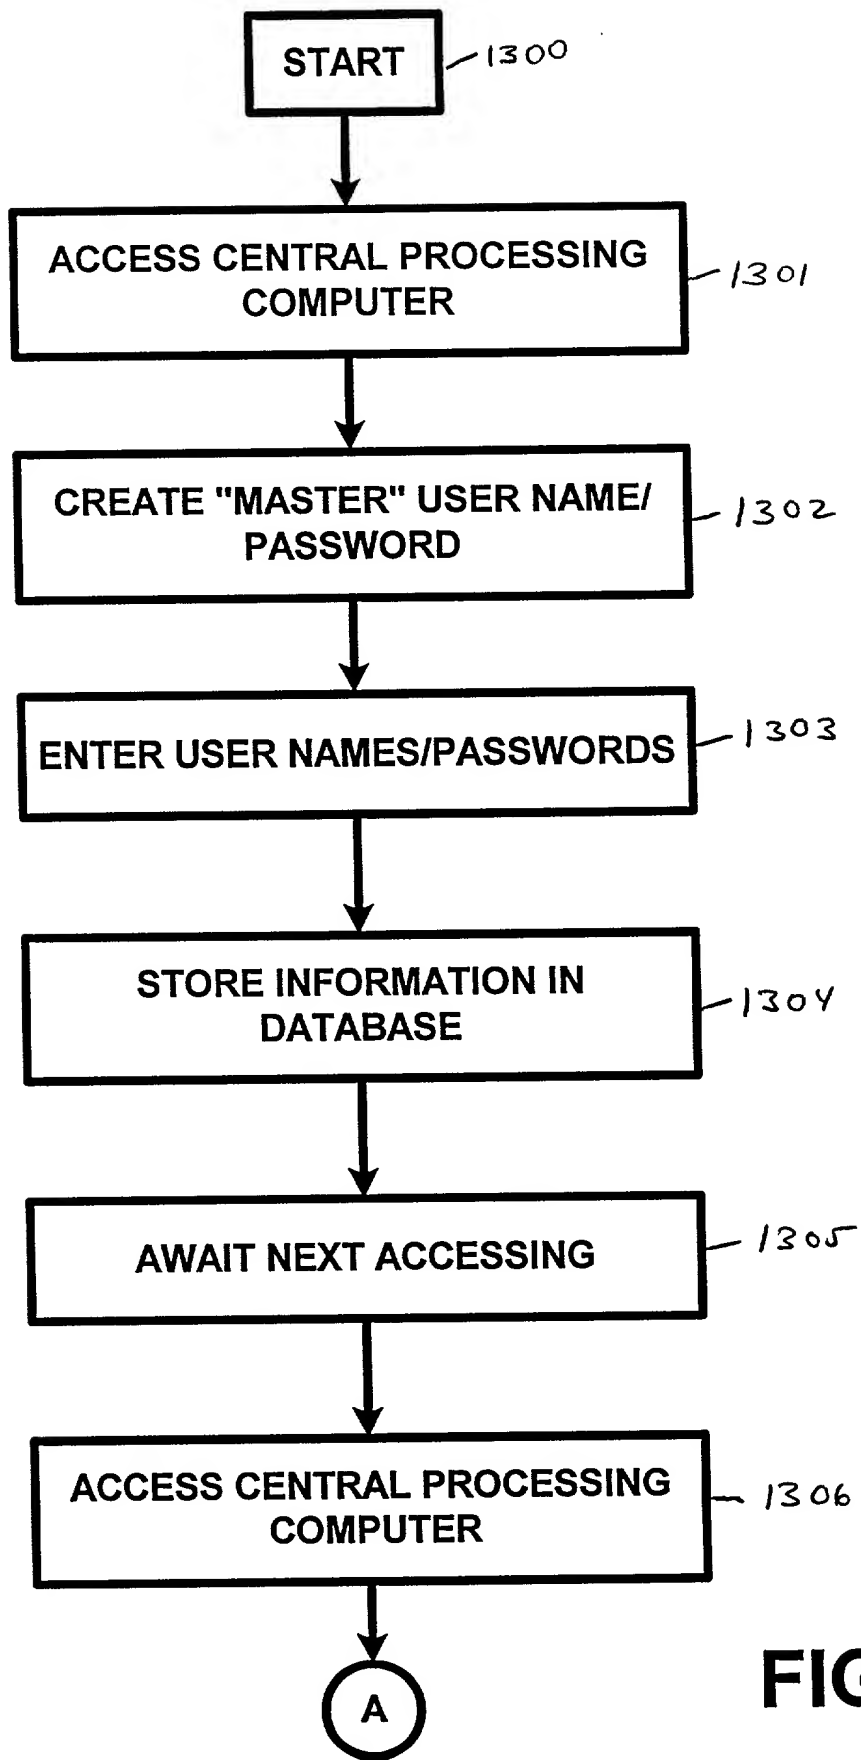 START
1300
ACCESS CENTRAL PROCESSING
COMPUTER
1301
CREATE "MASTER" USER NAME/
PASSWORD
1302
ENTER USER NAMES/PASSWORDS
1303
STORE INFORMATION IN
DATABASE
1304
AWAIT NEXT ACCESSING
1305
ACCESS CENTRAL PROCESSING
COMPUTER
1306
A
FIG